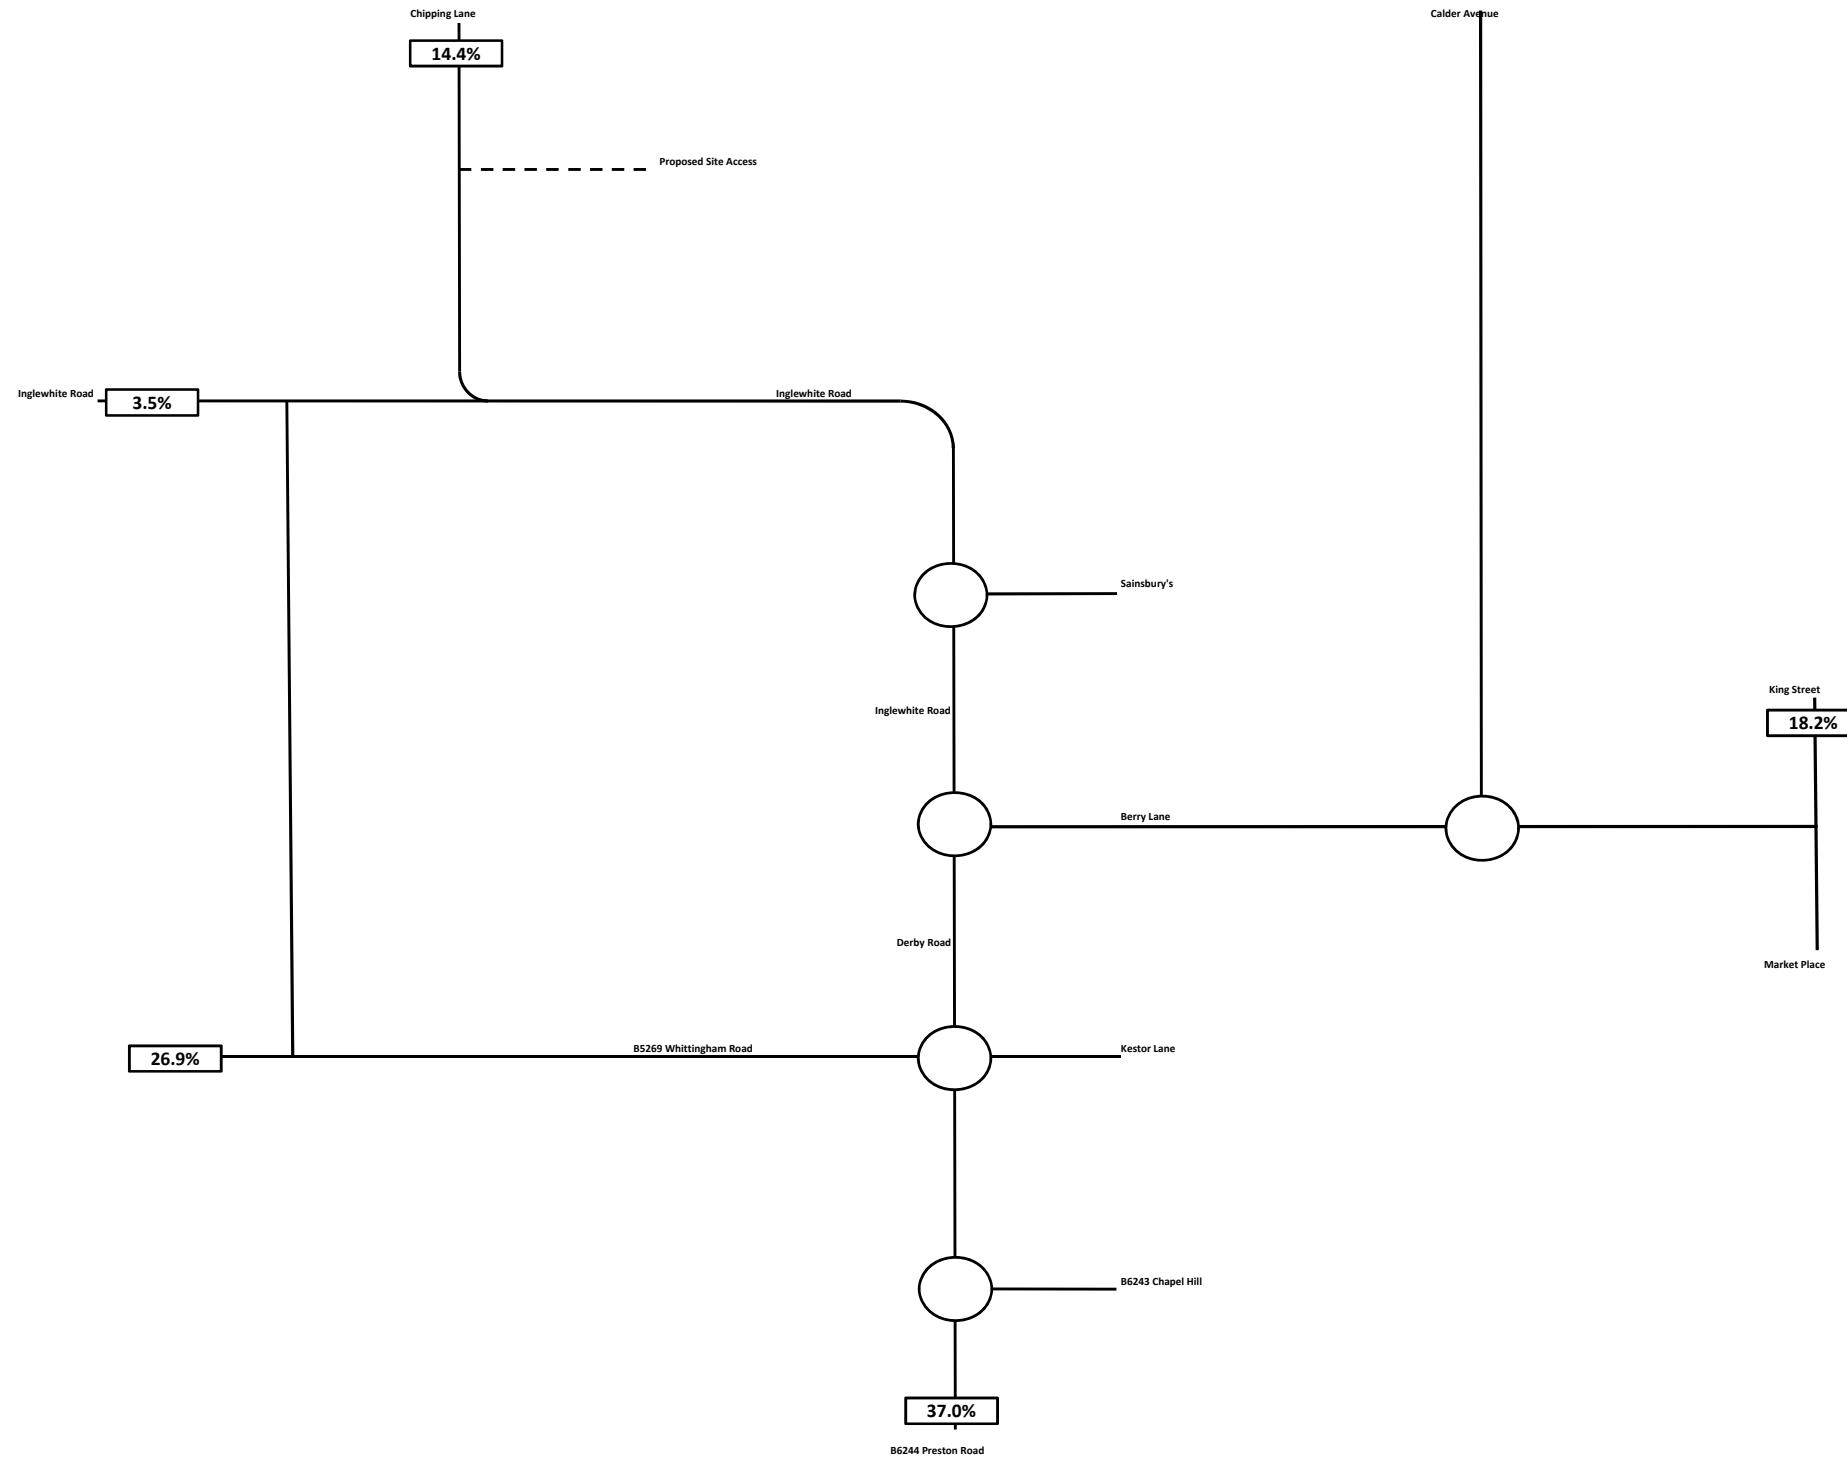 Chipping Lane
Calder Avenue
14.4%
Proposed Site Access
Inglewhite Road
3.5%
Inglewhite Road
Sainsbury's
King Street
Inglewhite Road
18.2%
Berry Lane
Derby Road
Market Place
26.9%
B5269 Whittingham Road
Kestor Lane
B6243 Chapel Hill
37.0%
B6244 Preston Road